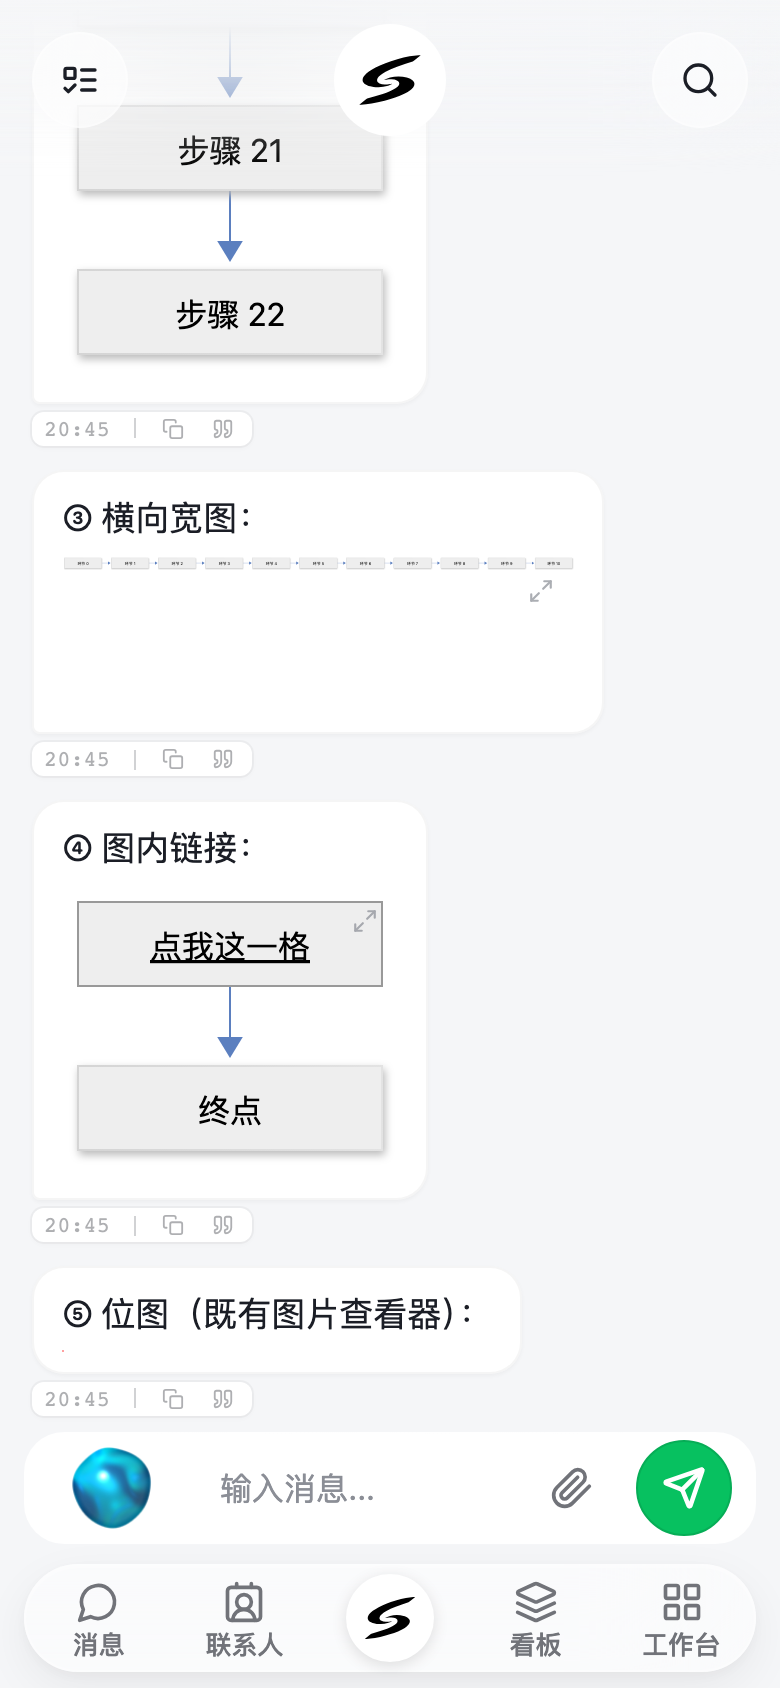 步骤 21
步骤 22
20:45
③ 横向宽图：
20:45
④ 图内链接：
点我这一格
终点
20:45
⑤ 位图（既有图片查看器）：
20:45
输入消息...
消息
联系人
看板
工作台